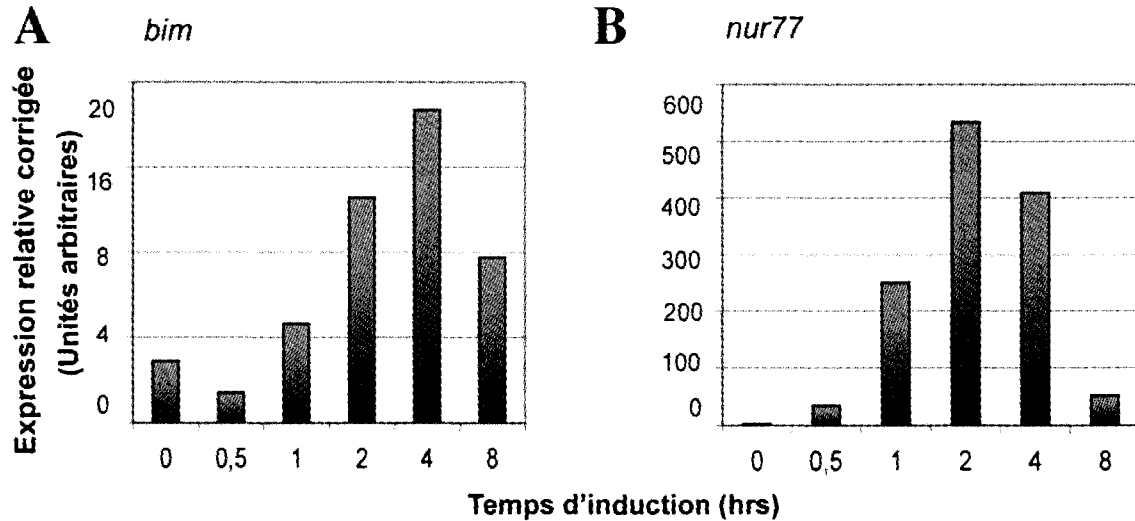 A bim
B nur77
Expression relative corrigée
(Unités arbitraires)
20
16
8
4
0
0 0,5 1 2 4 8
600
500
400
300
200
100
0
0 0,5 1 2 4 8
Temps d'induction (hrs)